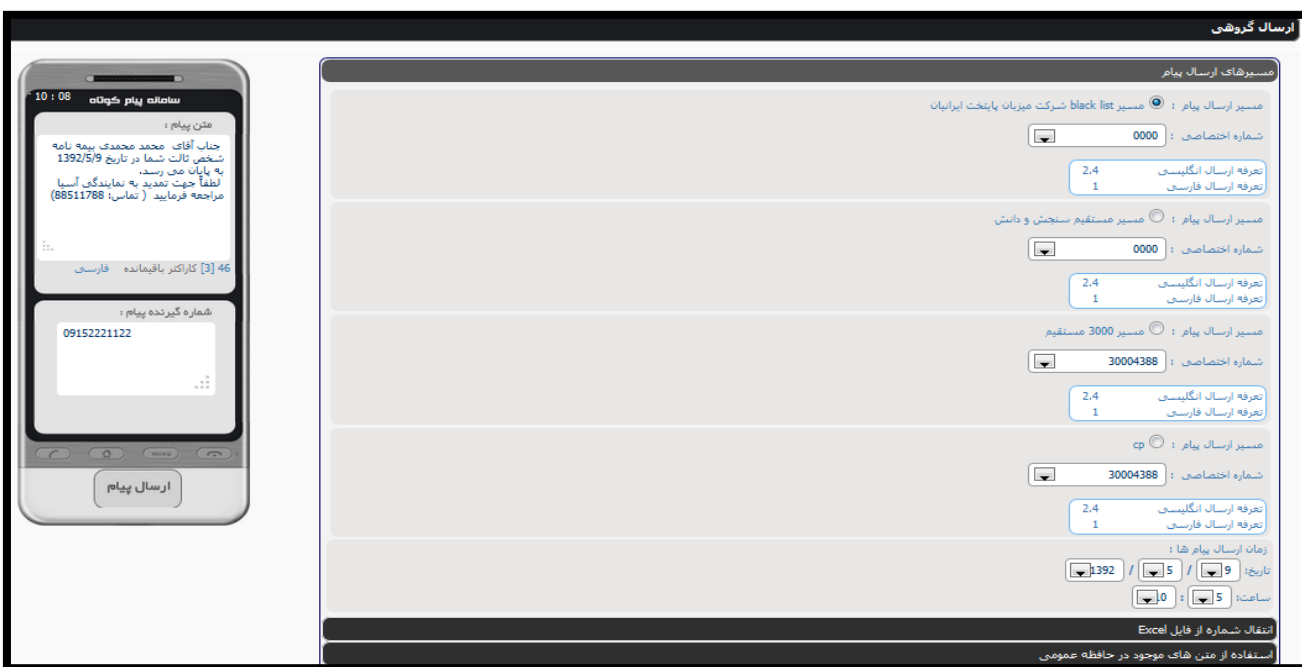 ارسال گروهی
مسیرهای ارسال پیام
مسیر ارسال پیام : مسیر black list شرکت میزبان پایتخت ایرانیان
شماره اختصاصی : 0000
تعرفه ارسال انگلیسی 2.4
تعرفه ارسال فارسی 1
مسیر ارسال پیام : مسیر مستقیم سنجش و دانش
شماره اختصاصی : 0000
تعرفه ارسال انگلیسی 2.4
تعرفه ارسال فارسی 1
مسیر ارسال پیام : مسیر 3000 مستقیم
شماره اختصاصی : 30004388
تعرفه ارسال انگلیسی 2.4
تعرفه ارسال فارسی 1
مسیر ارسال پیام : cp
شماره اختصاصی : 30004388
تعرفه ارسال انگلیسی 2.4
تعرفه ارسال فارسی 1
زمان ارسال پیام ها :
تاریخ: 9 / 5 / 1392
ساعت: 5 : 0
انتقال شماره از فایل Excel
استفاده از متن های موجود در حافظه عمومی
سامانه پیام کوتاه 10 : 08
متن پیام :
جناب آقای محمد محمدی بیمه نامه
شخص ثالث شما در تاریخ 1392/5/9
به پایان می رسد.
لطفاً جهت تمدید به نمایندگی آسیا
مراجعه فرمایید ( تماس: 88511788)
46 [3] کاراکتر باقیمانده فارسی
شماره گیرنده پیام :
09152221122
menu
ارسال پیام